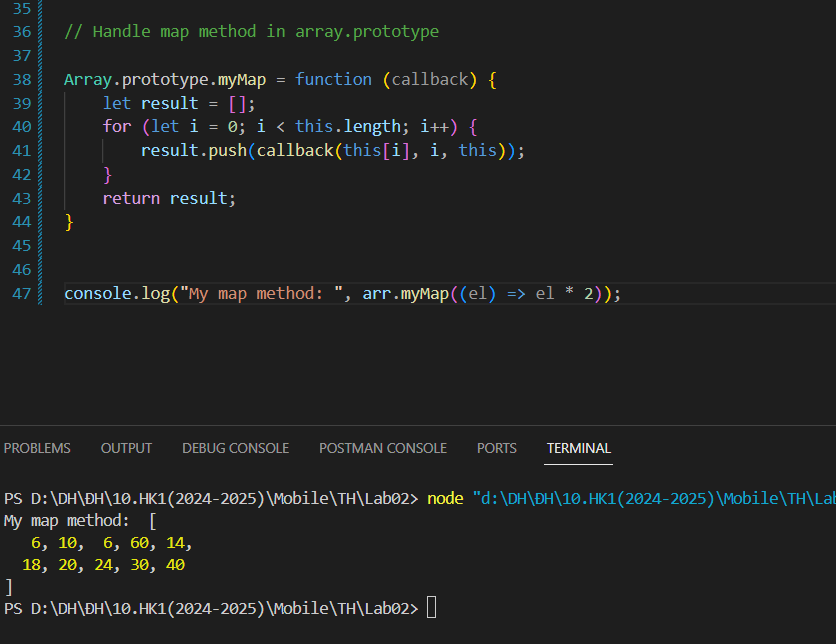 35
36 // Handle map method in array.prototype
37
38 Array.prototype.myMap = function (callback) {
39 let result = [];
40 for (let i = 0; i < this.length; i++) {
41 result.push(callback(this[i], i, this));
42 }
43 return result;
44 }
45
46
47 console.log("My map method: ", arr.myMap((el) => el * 2));
PROBLEMS OUTPUT DEBUG CONSOLE POSTMAN CONSOLE PORTS TERMINAL
PS D:\DH\ĐH\10.HK1(2024-2025)\Mobile\TH\Lab02> node "d:\DH\ĐH\10.HK1(2024-2025)\Mobile\TH\Lab
My map method:  [
6, 10, 6, 60, 14,
18, 20, 24, 30, 40
]
PS D:\DH\ĐH\10.HK1(2024-2025)\Mobile\TH\Lab02>